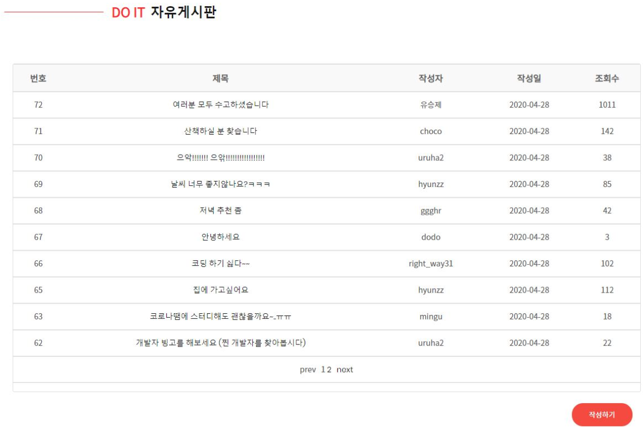 DO IT 자유게시판
번호 제목 작성자 작성일 조회수
72 여러분 모두 수고하셨습니다 유승제 2020-04-28 1011
71 산책하실 분 찾습니다 choco 2020-04-28 142
70 으악!!!!!!! 으앆!!!!!!!!!!!!!!!!! uruha2 2020-04-28 38
69 날씨 너무 좋지않나요?ㅋㅋㅋ hyunzz 2020-04-28 85
68 저녁 추천 좀 ggghr 2020-04-28 42
67 안녕하세요 dodo 2020-04-28 3
66 코딩 하기 싫다~~ right_way31 2020-04-28 102
65 집에 가고싶어요 hyunzz 2020-04-28 112
63 코로나땜에 스터디해도 괜찮을까요~.ㅠㅠ mingu 2020-04-28 18
62 개발자 빙고를 해보세요 (찐 개발자를 찾아봅시다) uruha2 2020-04-28 22
prev 1 2 next
작성하기